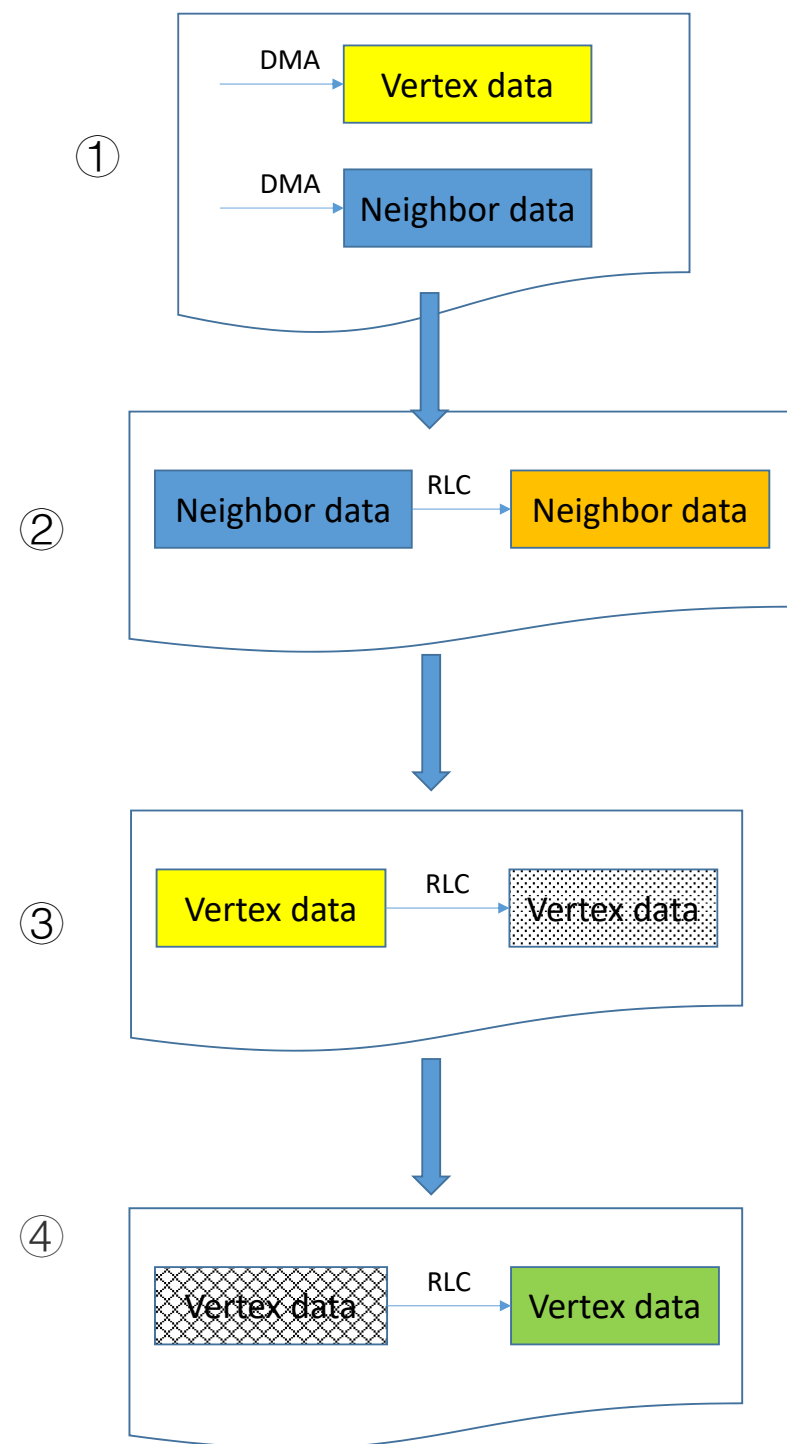 DMA
Vertex data
①
DMA
Neighbor data
②
Neighbor data
RLC
Neighbor data
③
Vertex data
RLC
Vertex data
④
Vertex data
RLC
Vertex data